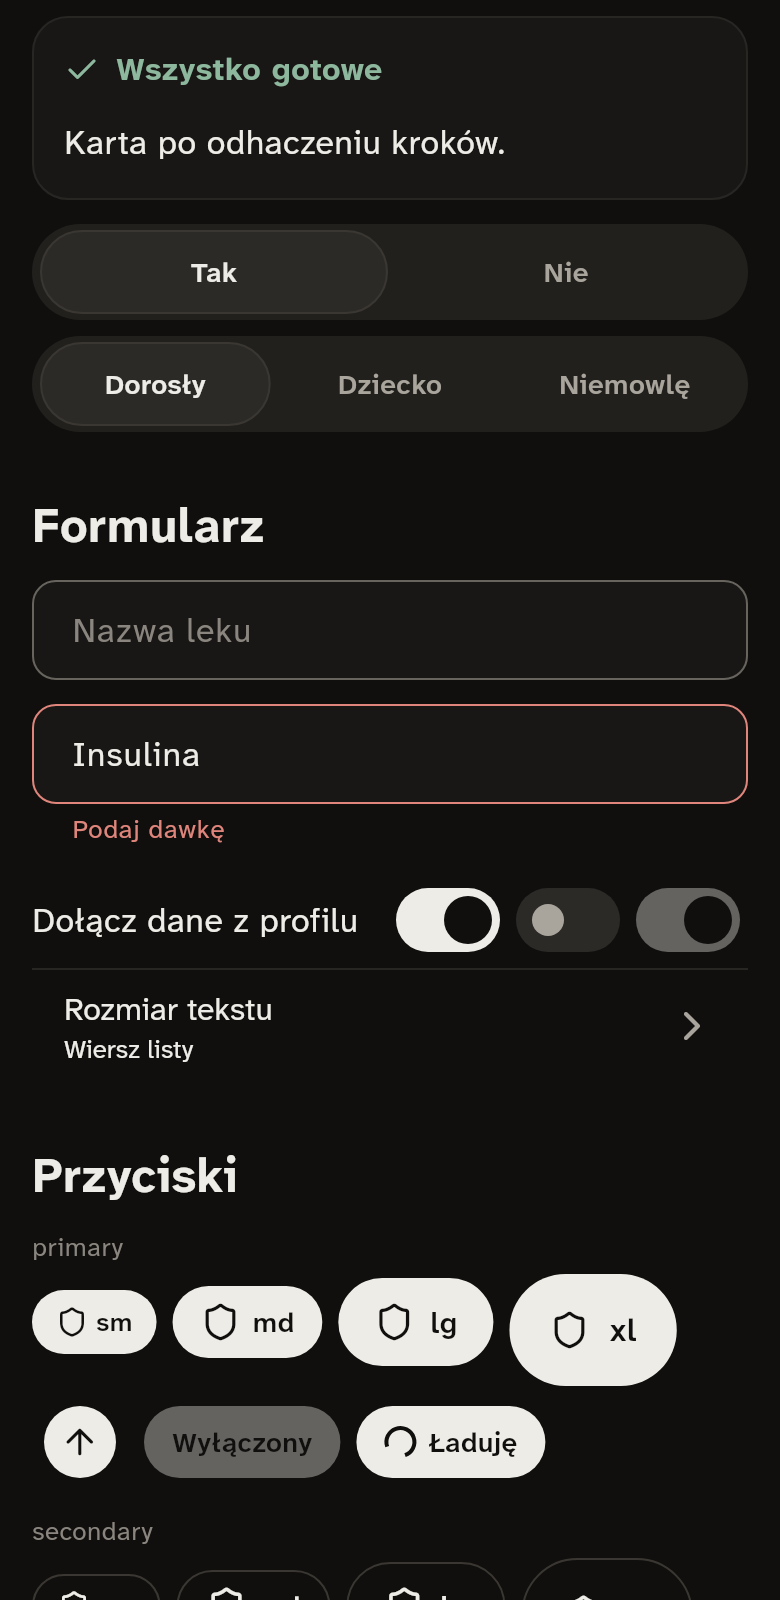 Wszystko gotowe
Karta po odhaczeniu kroków.
Tak Nie
Dorosły Dziecko Niemowlę
Formularz
Nazwa leku
Insulina
Podaj dawkę
Dołącz dane z profilu
Rozmiar tekstu
Wiersz listy
Przyciski
primary
sm md lg xl
Wyłączony Ładuję
secondary